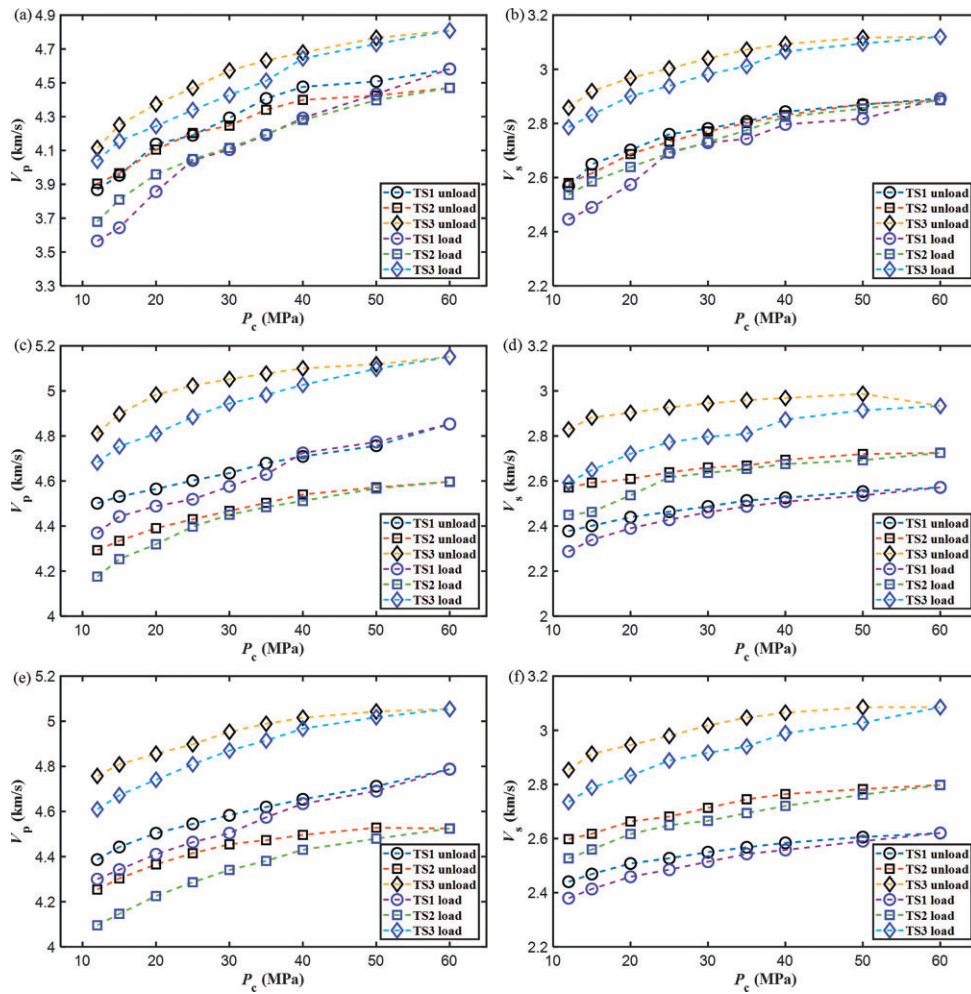 (a)
4.9
4.7
4.5
4.3
4.1
3.9
3.7
3.5
3.3
Vp (km/s)
10 20 30 40 50 60
Pc (MPa)
TS1 unload
TS2 unload
TS3 unload
TS1 load
TS2 load
TS3 load
(b)
3.2
3
2.8
2.6
2.4
2.2
Vs (km/s)
20 30 40 50 60
Pc (MPa)
TS1 unload
TS2 unload
TS3 unload
TS1 load
TS2 load
TS3 load
(c)
5.2
5
4.8
4.6
4.4
4.2
4
Vp (km/s)
10 20 30 40 50 60
Pc (MPa)
TS1 unload
TS2 unload
TS3 unload
TS1 load
TS2 load
TS3 load
(d)
3.2
3
2.8
2.6
2.4
2.2
2
Vs (km/s)
10 20 30 40 50 60
Pc (MPa)
TS1 unload
TS2 unload
TS3 unload
TS1 load
TS2 load
TS3 load
(e)
5.2
5
4.8
4.6
4.4
4.2
4
Vp (km/s)
10 20 30 40 50 60
Pc (MPa)
TS1 unload
TS2 unload
TS3 unload
TS1 load
TS2 load
TS3 load
(f)
3.2
3
2.8
2.6
2.4
2.2
Vs (km/s)
10 20 30 40 50 60
Pc (MPa)
TS1 unload
TS2 unload
TS3 unload
TS1 load
TS2 load
TS3 load